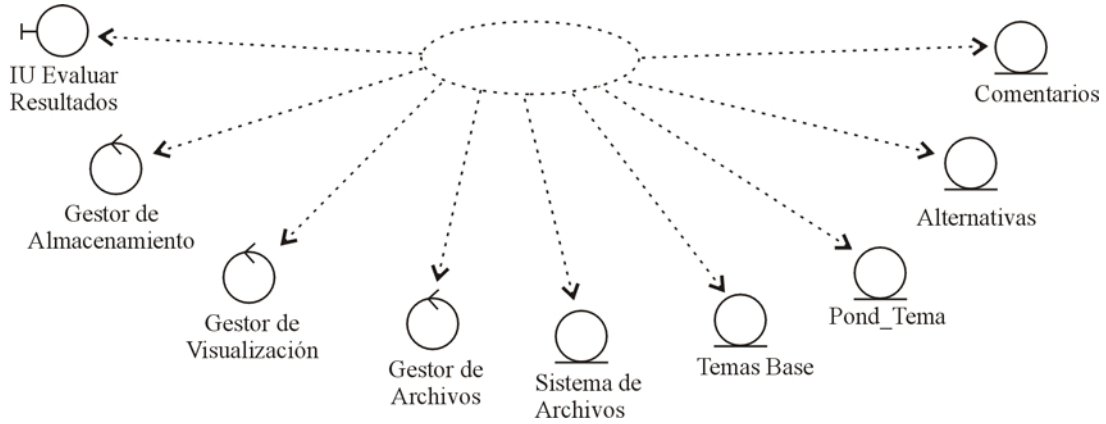 IU Evaluar
Resultados
Comentarios
Gestor de
Almacenamiento
Alternativas
Gestor de
Visualización
Pond_Tema
Gestor de
Archivos
Sistema de
Archivos
Temas Base